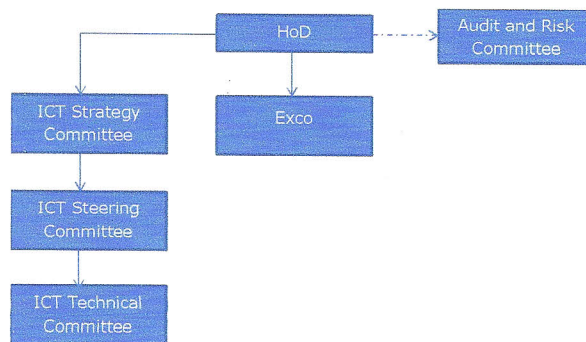 HoD
Audit and Risk
Committee
ICT Strategy
Committee
Exco
ICT Steering
Committee
ICT Technical
Committee